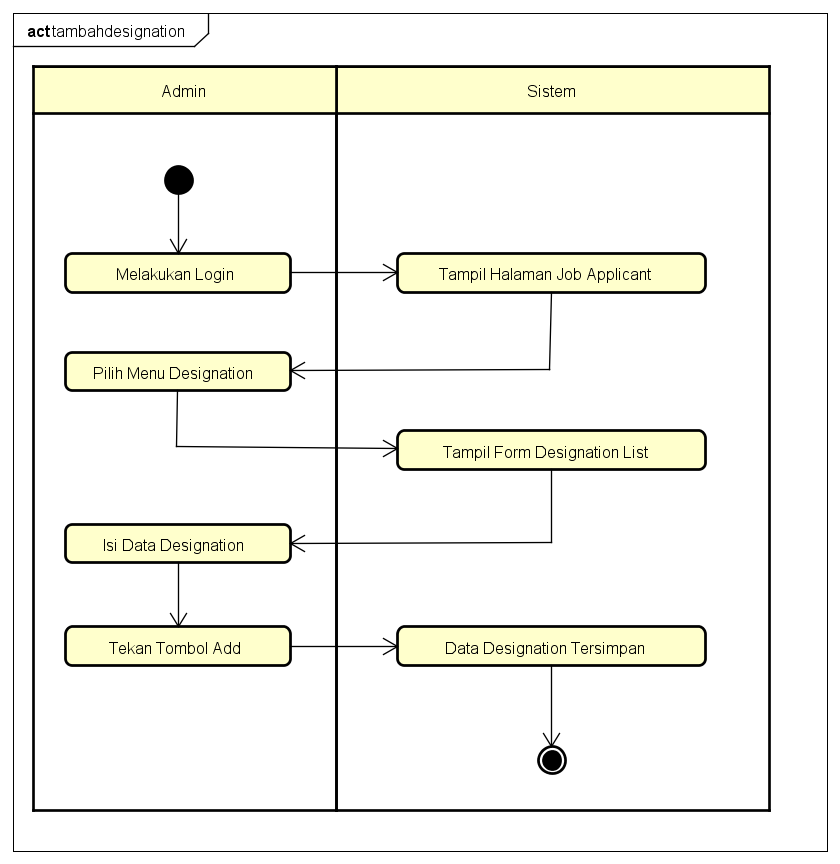 act tambahdesignation
Admin
Sistem
Melakukan Login
Tampil Halaman Job Applicant
Pilih Menu Designation
Tampil Form Designation List
Isi Data Designation
Tekan Tombol Add
Data Designation Tersimpan